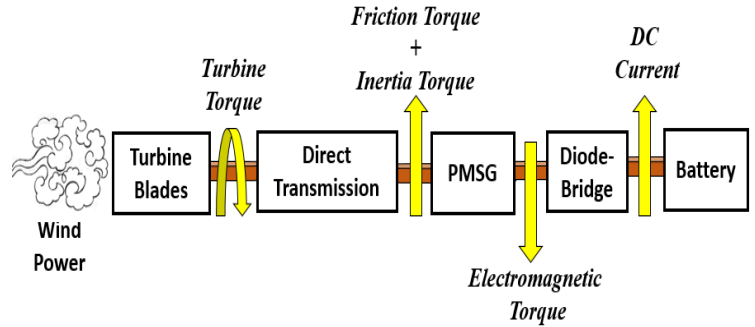 Friction Torque
+
Inertia Torque
DC
Current
Turbine
Torque
Turbine
Blades
Direct
Transmission
PMSG
Diode-
Bridge
Battery
Wind
Power
Electromagnetic
Torque